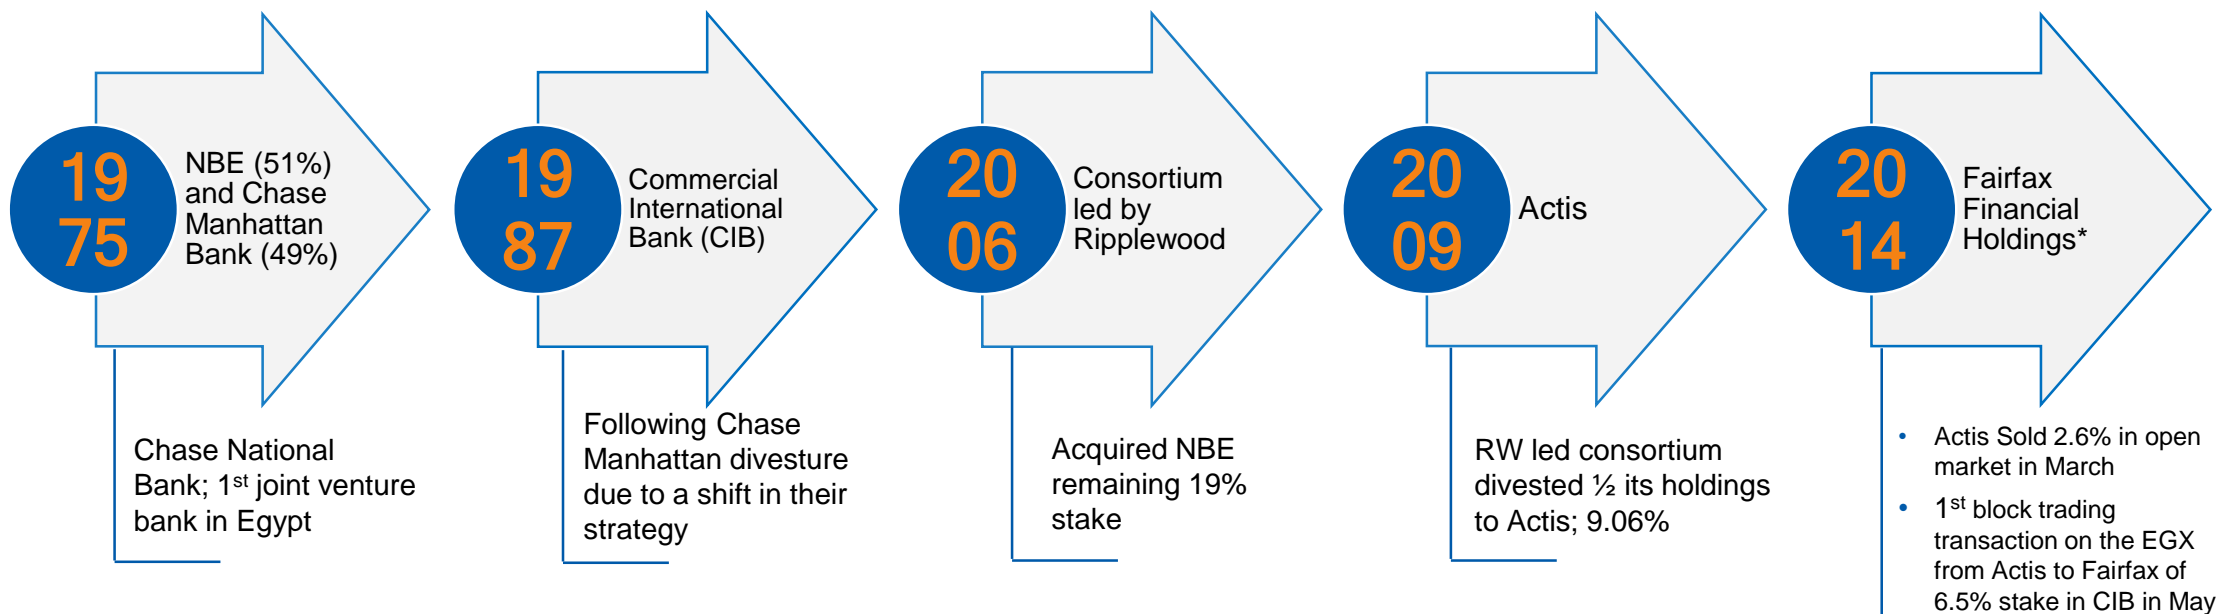 19
75
NBE (51%)
and Chase
Manhattan
Bank (49%)
Chase National
Bank; 1st joint venture
bank in Egypt
19
87
Commercial
International
Bank (CIB)
Following Chase
Manhattan divesture
due to a shift in their
strategy
20
06
Consortium
led by
Ripplewood
Acquired NBE
remaining 19%
stake
20
09
Actis
RW led consortium
divested ½ its holdings
to Actis; 9.06%
20
14
Fairfax
Financial
Holdings*
• Actis Sold 2.6% in open
market in March
• 1st block trading
transaction on the EGX
from Actis to Fairfax of
6.5% stake in CIB in May